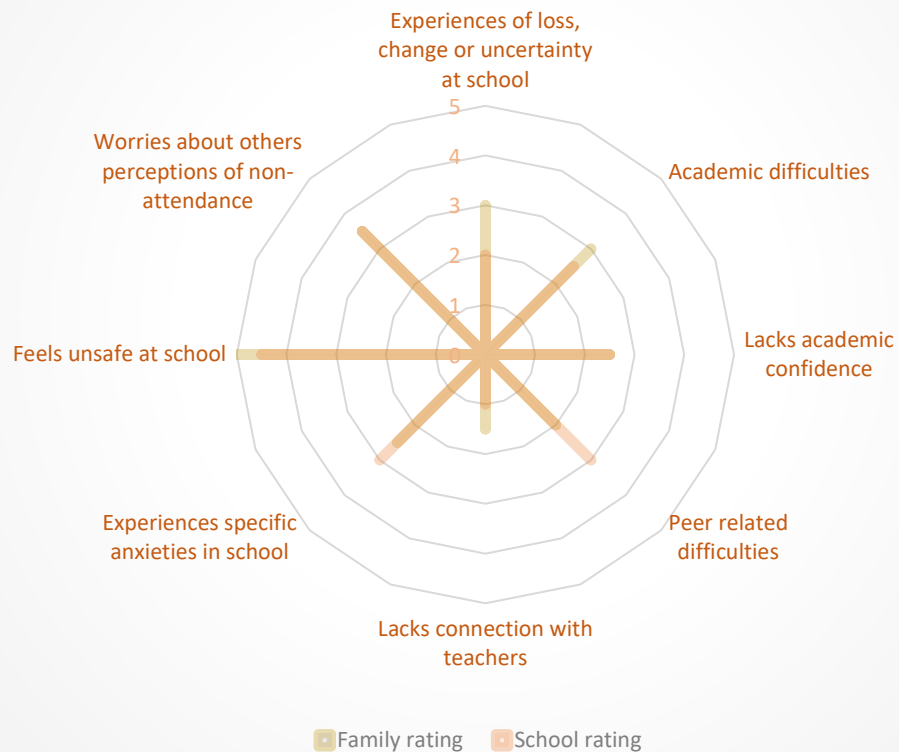 Experiences of loss,
change or uncertainty
at school
Worries about others
perceptions of non-
attendance
Academic difficulties
5
4
3
2
1
0
Feels unsafe at school
Lacks academic
confidence
Experiences specific
anxieties in school
Peer related
difficulties
Lacks connection with
teachers
Family rating
School rating